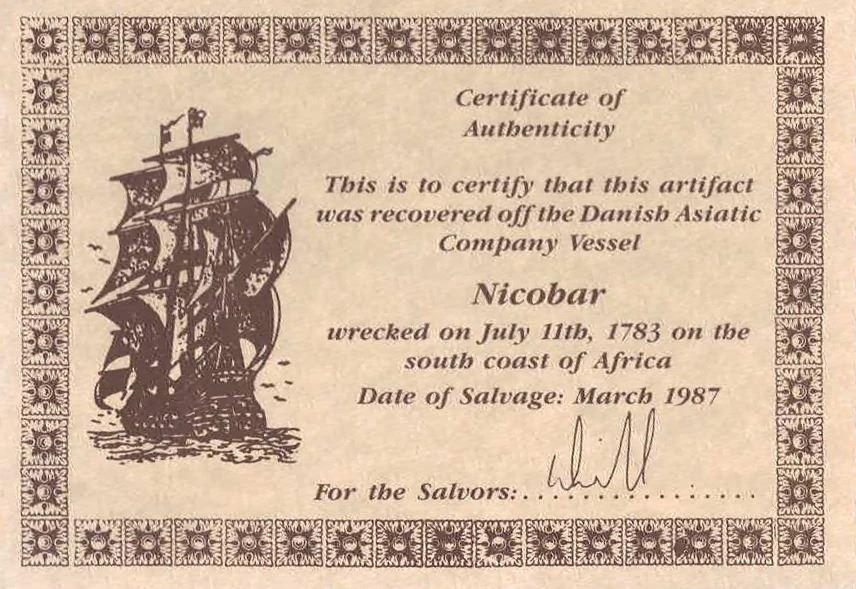 Certificate of
Authenticity
This is to certify that this artifact
was recovered off the Danish Asiatic
Company Vessel
Nicobar
wrecked on July 11th, 1783 on the
south coast of Africa
Date of Salvage: March 1987
For the Salvors:..................